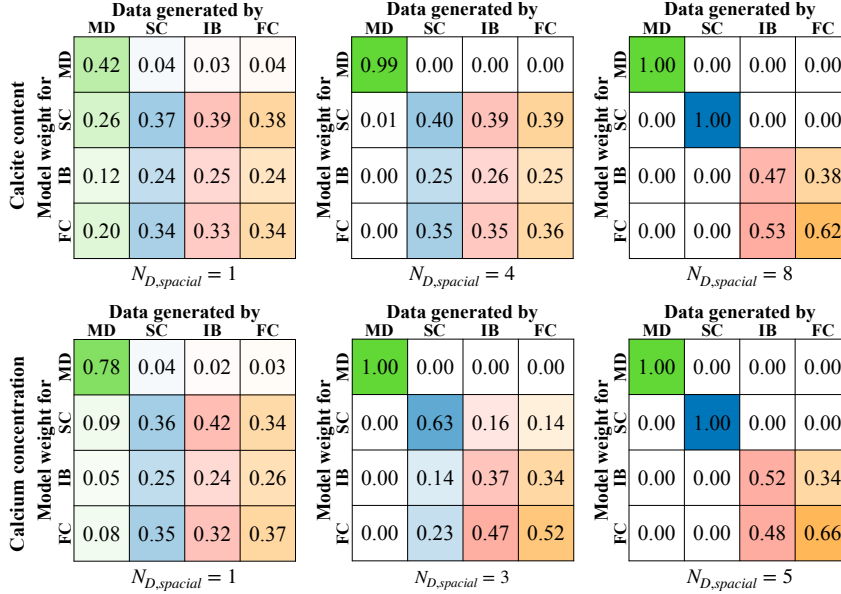 Data generated by Data generated by Data generated by
MD SC IB FC MD SC IB FC MD SC IB FC
Calcite content
Model weight for Model weight for Model weight for
MD 0.42 0.04 0.03 0.04 MD 0.99 0.00 0.00 0.00 MD 1.00 0.00 0.00 0.00
SC 0.26 0.37 0.39 0.38 SC 0.01 0.40 0.39 0.39 SC 0.00 1.00 0.00 0.00
IB 0.12 0.24 0.25 0.24 IB 0.00 0.25 0.26 0.25 IB 0.00 0.00 0.47 0.38
FC 0.20 0.34 0.33 0.34 FC 0.00 0.35 0.35 0.36 FC 0.00 0.00 0.53 0.62
N_{D,spacial} = 1 N_{D,spacial} = 4 N_{D,spacial} = 8
Data generated by Data generated by Data generated by
MD SC IB FC MD SC IB FC MD SC IB FC
Calcium concentration
Model weight for Model weight for Model weight for
MD 0.78 0.04 0.02 0.03 MD 1.00 0.00 0.00 0.00 MD 1.00 0.00 0.00 0.00
SC 0.09 0.36 0.42 0.34 SC 0.00 0.63 0.16 0.14 SC 0.00 1.00 0.00 0.00
IB 0.05 0.25 0.24 0.26 IB 0.00 0.14 0.37 0.34 IB 0.00 0.00 0.52 0.34
FC 0.08 0.35 0.32 0.37 FC 0.00 0.23 0.47 0.52 FC 0.00 0.00 0.48 0.66
N_{D,spacial} = 1 N_{D,spacial} = 3 N_{D,spacial} = 5